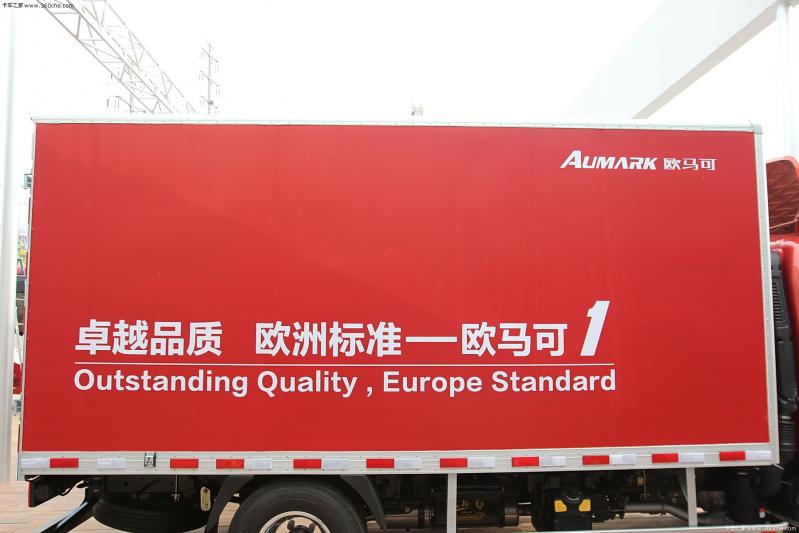 卡车之家 www.360che.com
AUMARK 欧马可
卓越品质 欧洲标准——欧马可1
Outstanding Quality , Europe Standard